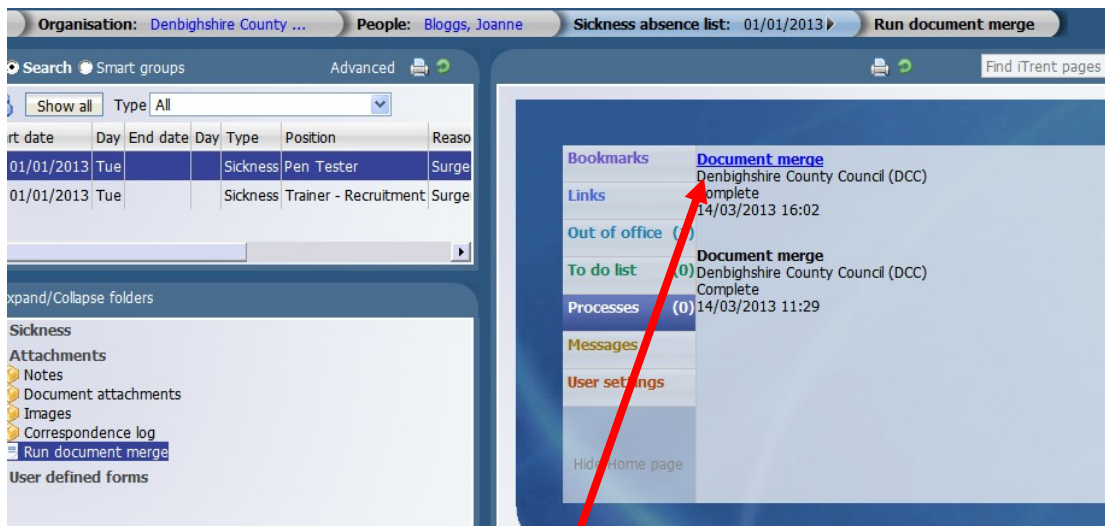 Organisation: Denbighshire County ... People: Bloggs, Joanne Sickness absence list: 01/01/2013 Run document merge
Search Smart groups Advanced
Find iTrent pages
Show all Type All
rt date Day End date Day Type Position Reaso
01/01/2013 Tue Sickness Pen Tester Surge
01/01/2013 Tue Sickness Trainer - Recruitment Surge
xpand/Collapse folders
Sickness
Attachments
Notes
Document attachments
Images
Correspondence log
Run document merge
User defined forms
Bookmarks
Links
Out of office
To do list (0)
Processes (0)
Messages
User settings
Hide Home page
Document merge
Denbighshire County Council (DCC)
Complete
14/03/2013 16:02
Document merge
Denbighshire County Council (DCC)
Complete
14/03/2013 11:29